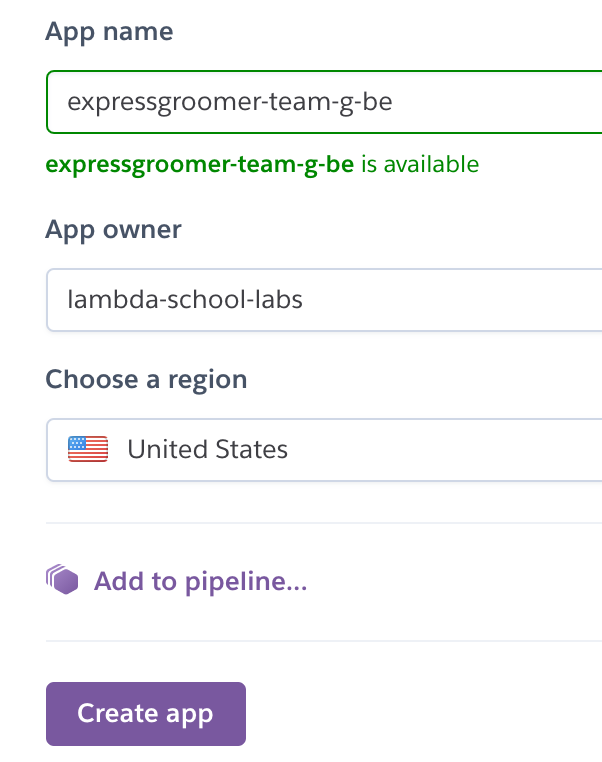 App name
expressgroomer-team-g-be
expressgroomer-team-g-be is available
App owner
lambda-school-labs
Choose a region
United States
Add to pipeline...
Create app